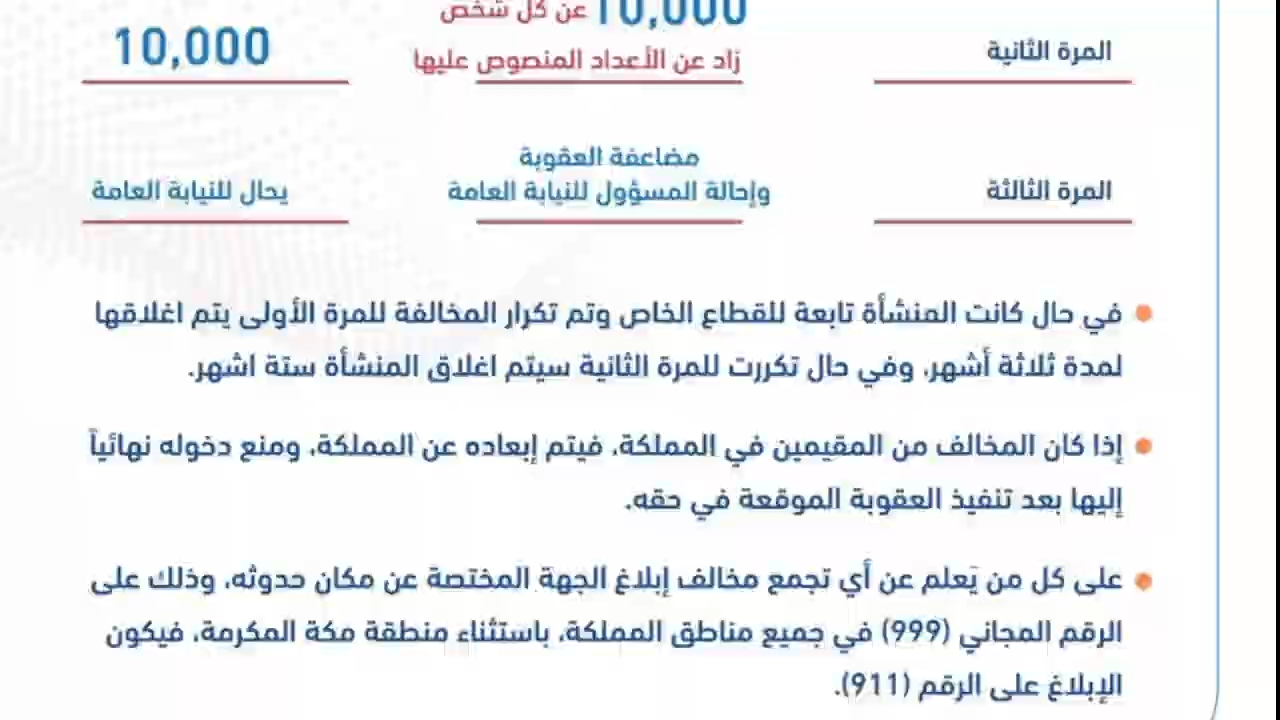 10,000 عن كل شخص
المرة الثانية زاد عن الأعداد المنصوص عليها 10,000
مضاعفة العقوبة
المرة الثالثة وإحالة المسؤول للنيابة العامة يحال للنيابة العامة
في حال كانت المنشأة تابعة للقطاع الخاص وتم تكرار المخالفة للمرة الأولى يتم اغلاقها
لمدة ثلاثة أشهر، وفي حال تكررت للمرة الثانية سيتم اغلاق المنشأة ستة اشهر.
إذا كان المخالف من المقيمين في المملكة، فيتم إبعاده عن المملكة، ومنع دخوله نهائياً
إليها بعد تنفيذ العقوبة الموقعة في حقه.
على كل من يَعلم عن أي تجمع مخالف إبلاغ الجهة المختصة عن مكان حدوثه، وذلك على
الرقم المجاني (999) في جميع مناطق المملكة، باستثناء منطقة مكة المكرمة، فيكون
الإبلاغ على الرقم (911).